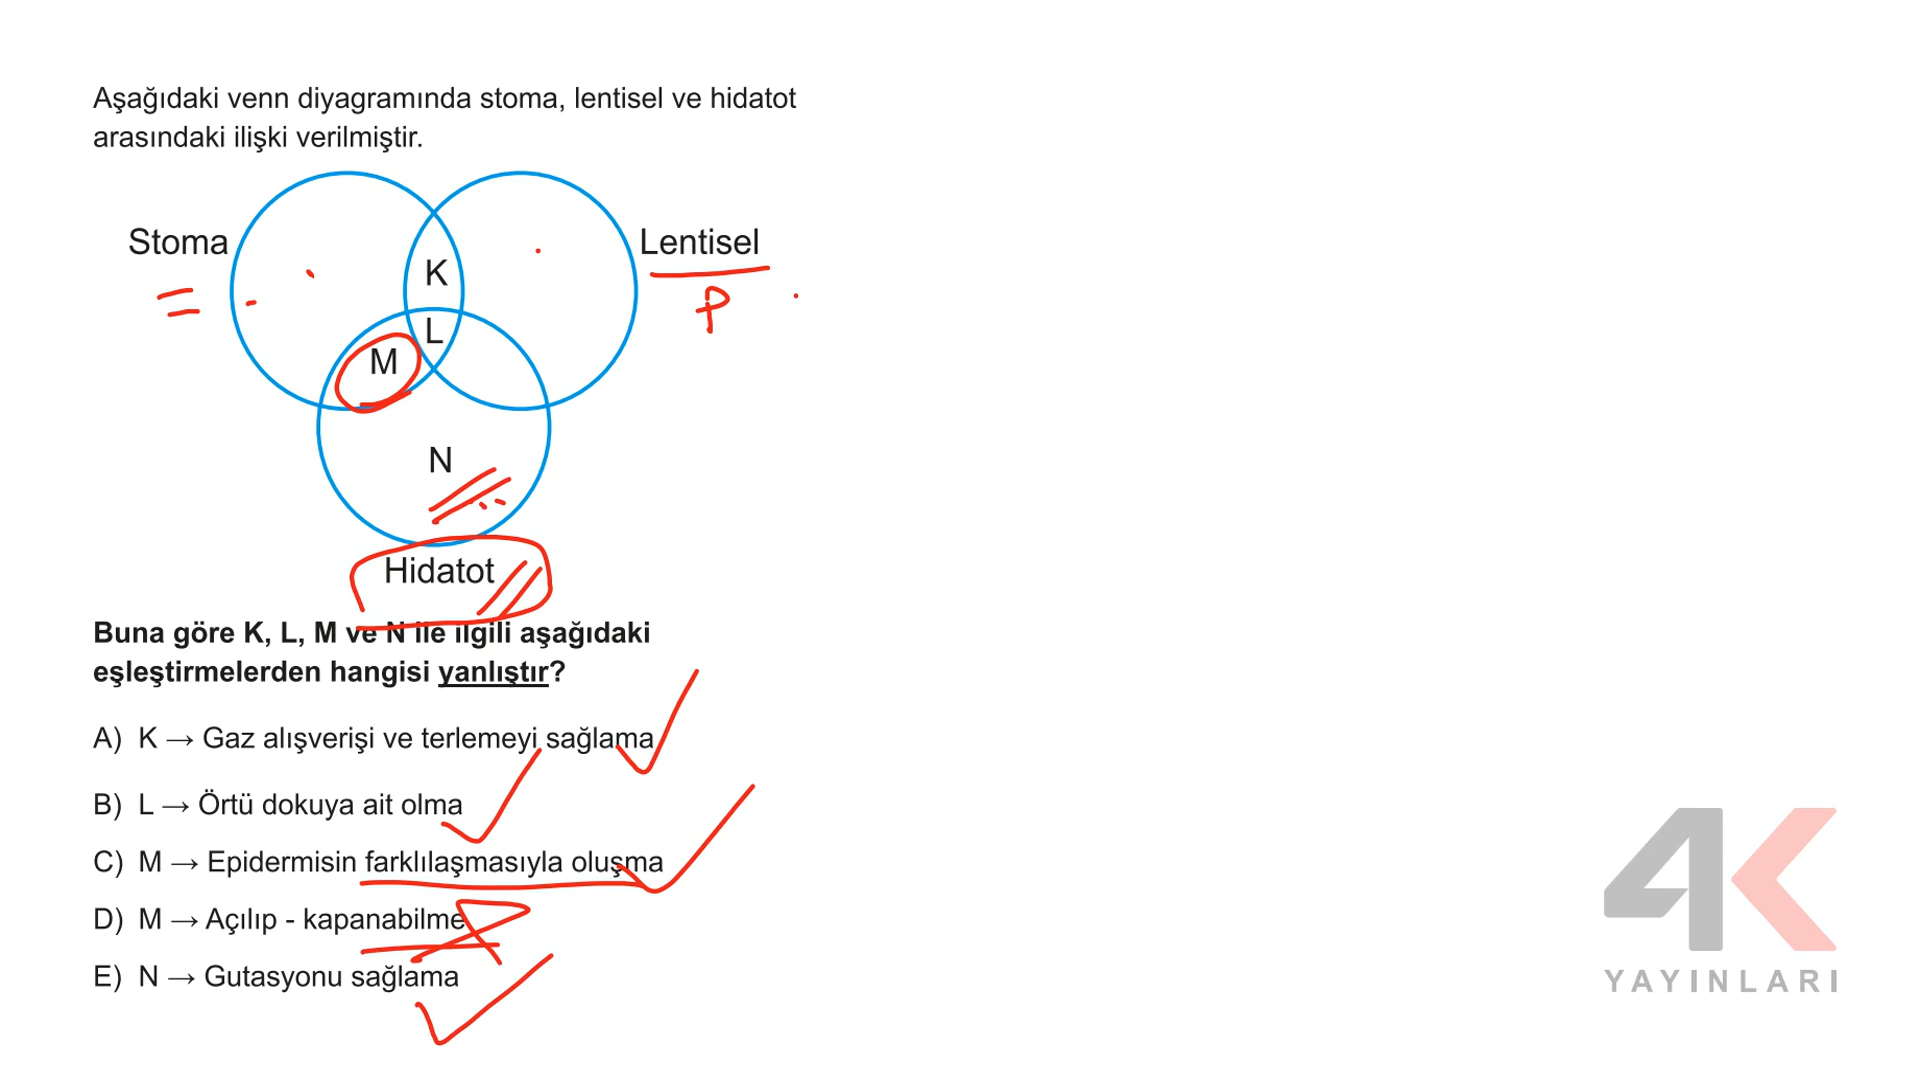 Aşağıdaki venn diyagramında stoma, lentisel ve hidatot
arasındaki ilişki verilmiştir.
Stoma
Lentisel
K
P
L
M
N
Hidatot
Buna göre K, L, M ve N ile ilgili aşağıdaki
eşleştirmelerden hangisi yanlıştır?
A) K → Gaz alışverişi ve terlemeyi sağlama
B) L → Örtü dokuya ait olma
C) M → Epidermisin farklılaşmasıyla oluşma
D) M → Açılıp - kapanabilme
E) N → Gutasyonu sağlama
4K
YAYINLARI